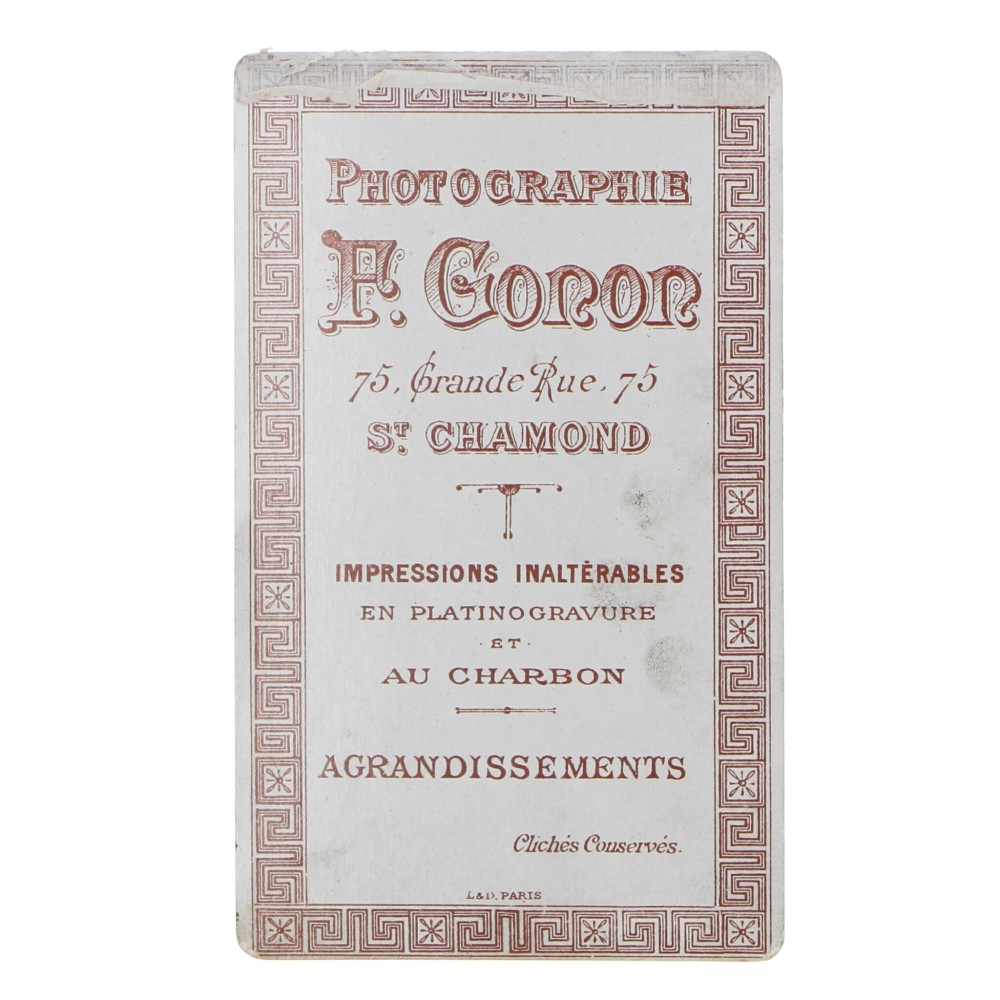 PHOTOGRAPHIE
F. GONON
75, Grande Rue, 75
ST. CHAMOND
IMPRESSIONS INALTÉRABLES
EN PLATINOGRAVURE
· ET ·
AU CHARBON
AGRANDISSEMENTS
Clichés Conservés.
L & D, PARIS